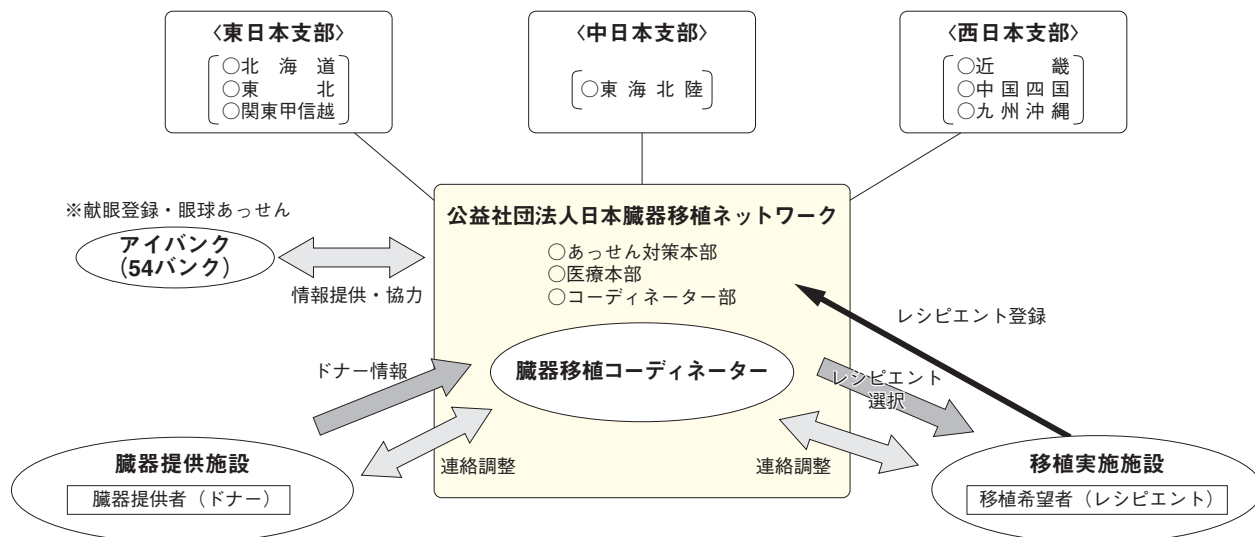 〈東日本支部〉
○北海道
○東北
○関東甲信越
〈中日本支部〉
○東海北陸
〈西日本支部〉
○近畿
○中国四国
○九州沖縄
※献眼登録・眼球あっせん
アイバンク
(54バンク)
情報提供・協力
公益社団法人日本臓器移植ネットワーク
○あっせん対策本部
○医療本部
○コーディネーター部
レシピエント登録
ドナー情報
臓器移植コーディネーター
レシピエント
選択
連絡調整
連絡調整
臓器提供施設
臓器提供者（ドナー）
移植実施施設
移植希望者（レシピエント）